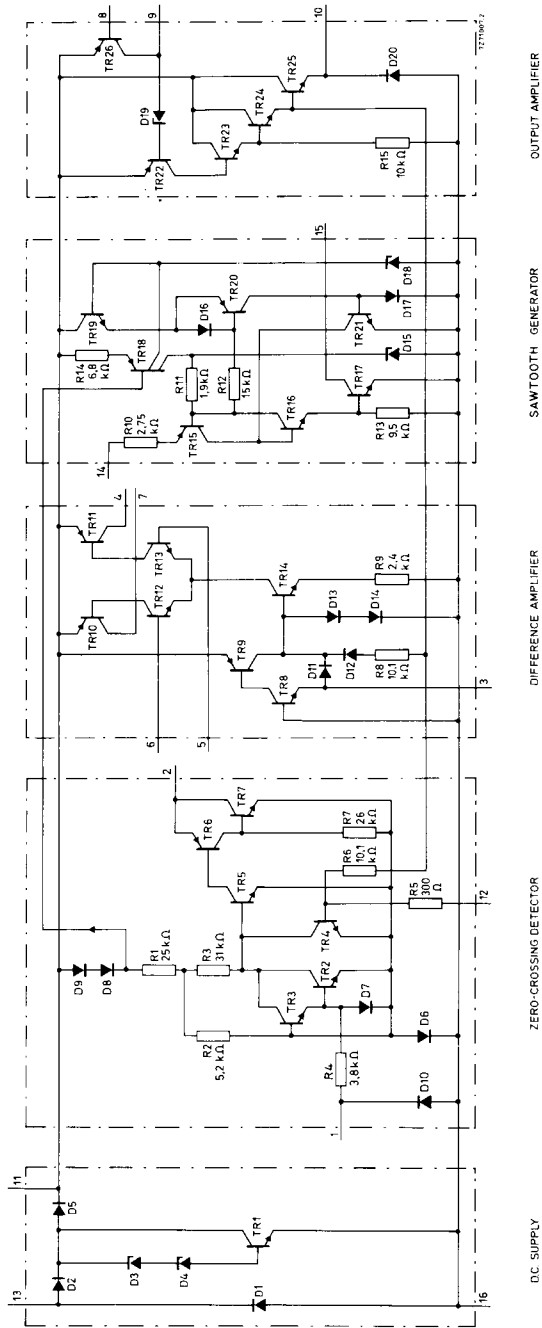 13
11
D2
D5
D3
D4
TR1
D1
16
D.C. SUPPLY
D9
D8
R1
25 kΩ
R2
5,2 kΩ
R3
31 kΩ
TR3
TR2
TR5
TR4
TR6
TR7
2
R4
3,8 kΩ
D7
R7
26
kΩ
R6
10,1
kΩ
R5
300
Ω
1
D10
D6
12
ZERO-CROSSING DETECTOR
TR10
TR11
4
7
TR12
TR13
6
5
TR9
TR8
TR14
D11
D12
D13
D14
R8
10,1
kΩ
R9
2,4
kΩ
3
DIFFERENCE AMPLIFIER
14
R10
2,75
kΩ
R14
6,8
kΩ
TR19
TR18
TR15
R11
1,9 kΩ
D16
R12
15 kΩ
TR20
TR16
TR21
TR17
15
R13
9,5
kΩ
D15
D17
D18
SAWTOOTH GENERATOR
8
9
10
TR26
D19
TR22
TR23
TR24
TR25
R15
10 kΩ
D20
7Z71007.2
OUTPUT AMPLIFIER